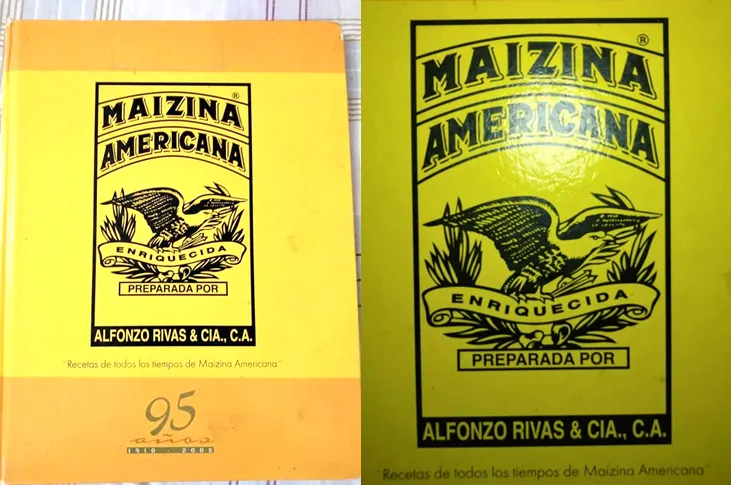 MAIZINA ®
AMERICANA
ENRIQUECIDA
PREPARADA POR
ALFONZO RIVAS & CIA., C.A.
"Recetas de todos los tiempos de Maizina Americana"
95
años
1910 - 2005
MAIZINA ®
AMERICANA
ENRIQUECIDA
PREPARADA POR
ALFONZO RIVAS & CIA., C.A.
"Recetas de todos los tiempos de Maizina Americana"